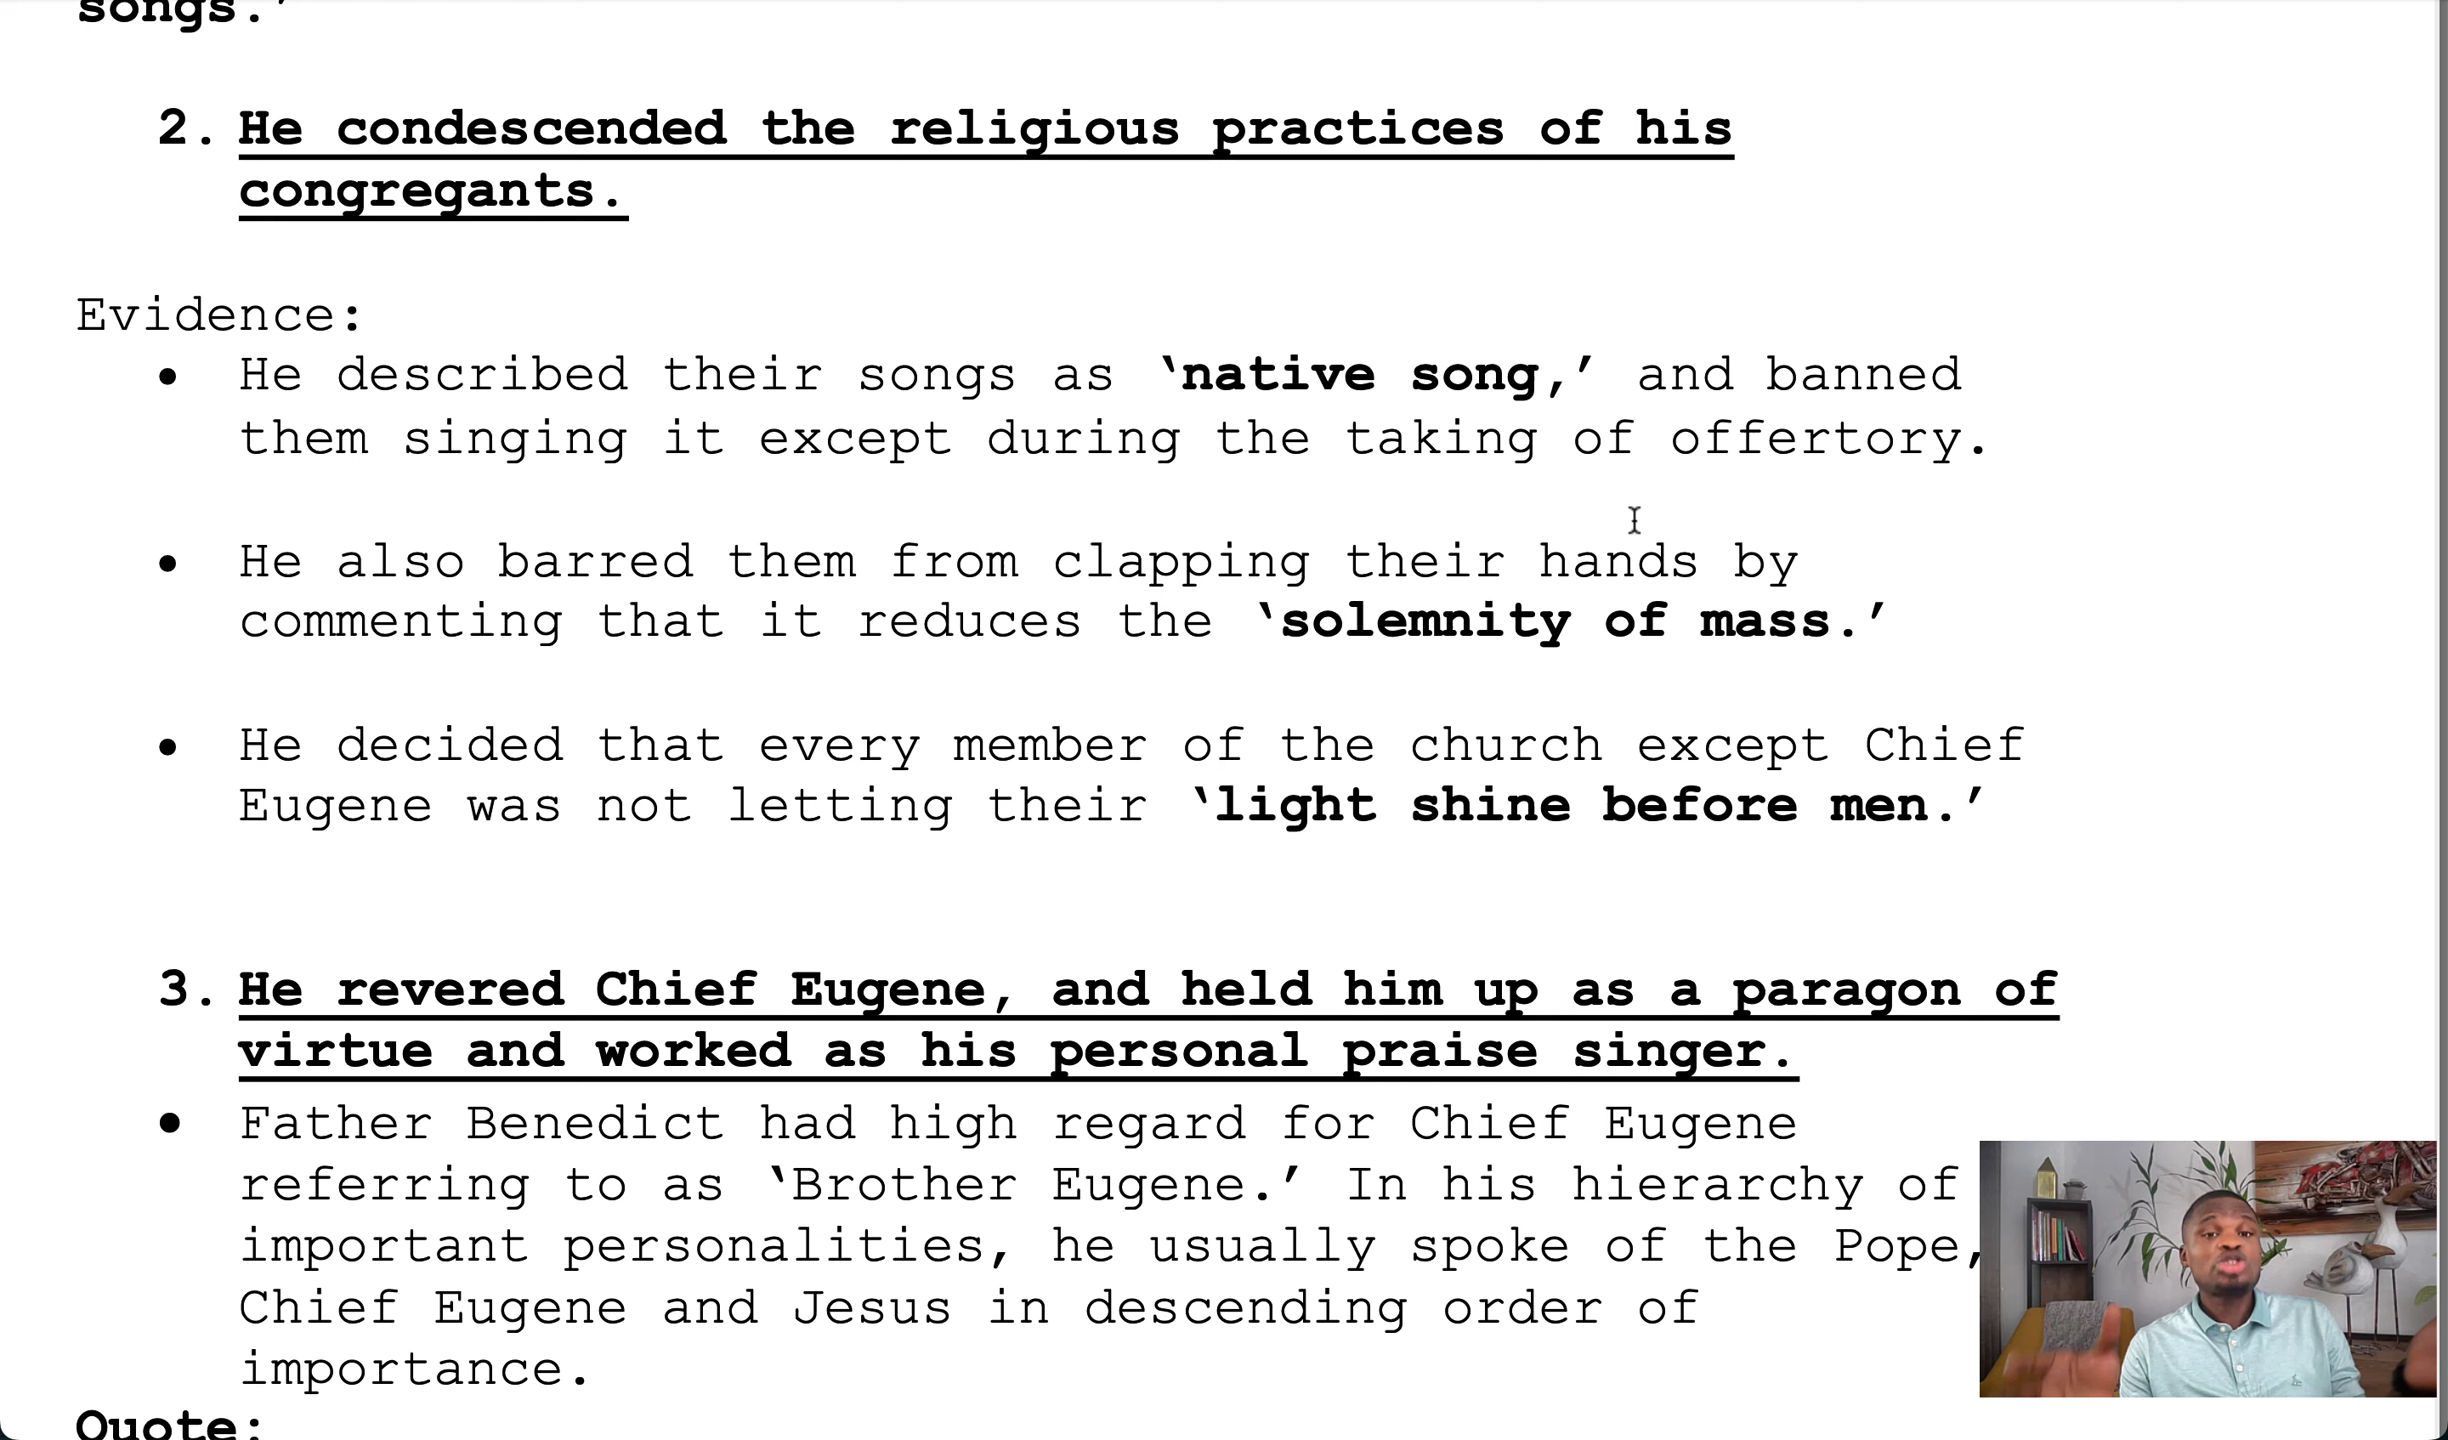 songs.’
2. He condescended the religious practices of his
congregants.
Evidence:
• He described their songs as ‘native song,’ and banned
them singing it except during the taking of offertory.
• He also barred them from clapping their hands by
commenting that it reduces the ‘solemnity of mass.’
• He decided that every member of the church except Chief
Eugene was not letting their ‘light shine before men.’
3. He revered Chief Eugene, and held him up as a paragon of
virtue and worked as his personal praise singer.
• Father Benedict had high regard for Chief Eugene
referring to as ‘Brother Eugene.’ In his hierarchy of
important personalities, he usually spoke of the Pope,
Chief Eugene and Jesus in descending order of
importance.
Quote: